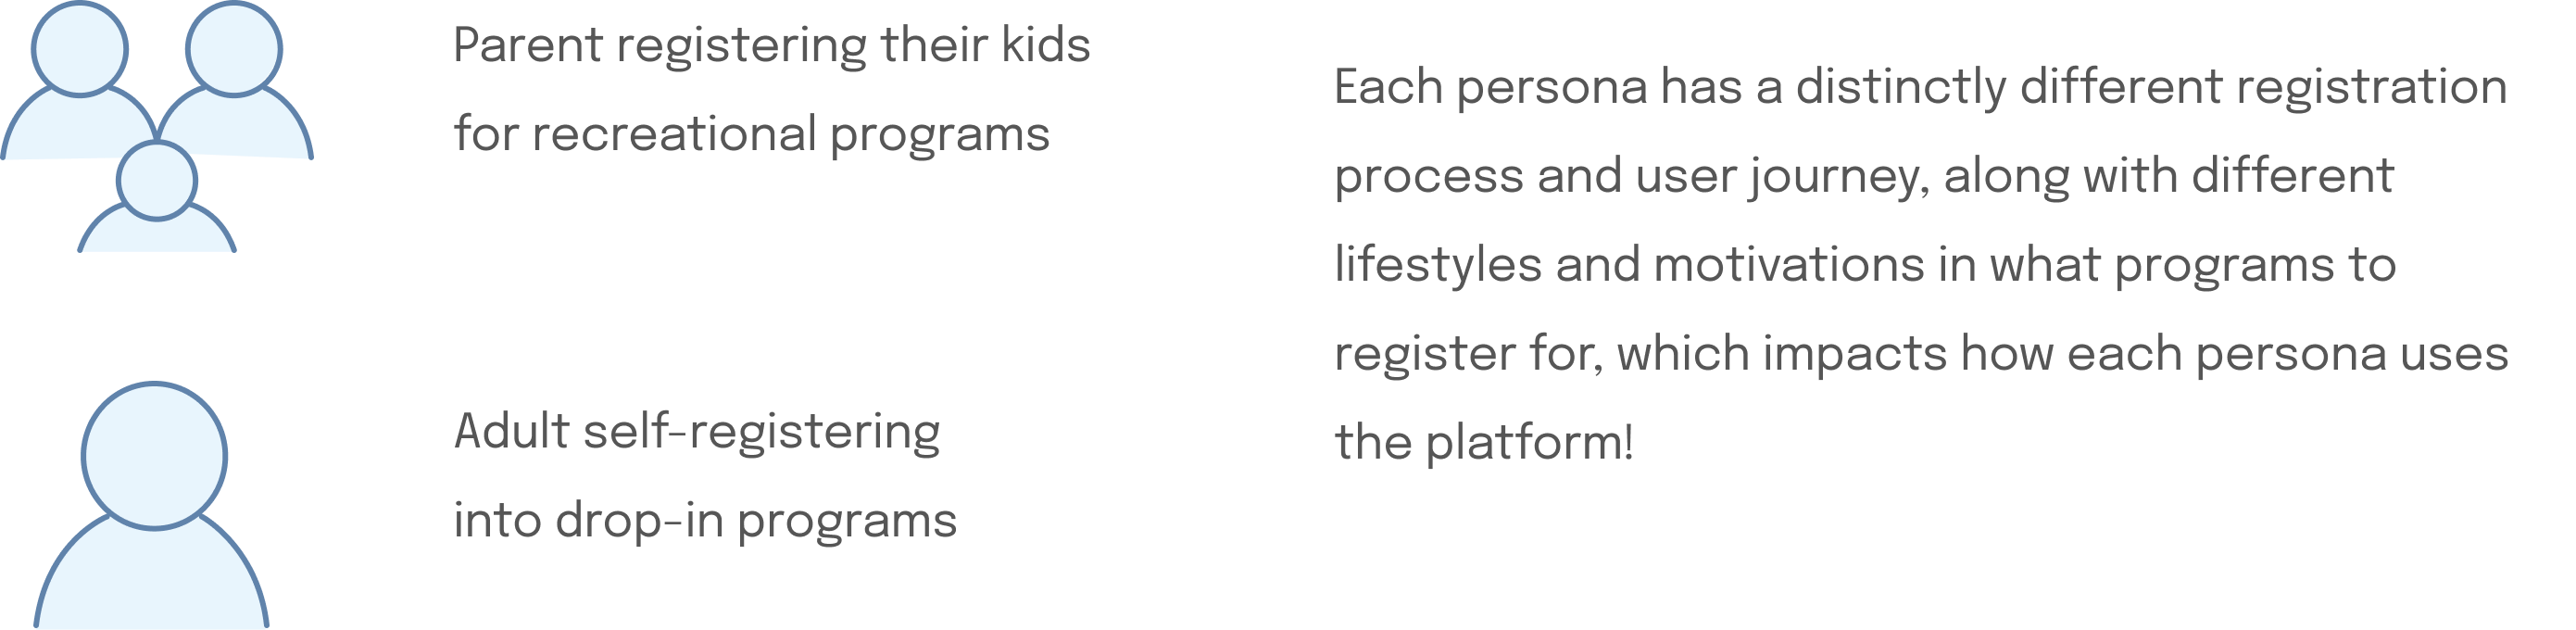 Parent registering their kids
for recreational programs
Adult self-registering
into drop-in programs
Each persona has a distinctly different registration
process and user journey, along with different
lifestyles and motivations in what programs to
register for, which impacts how each persona uses
the platform!